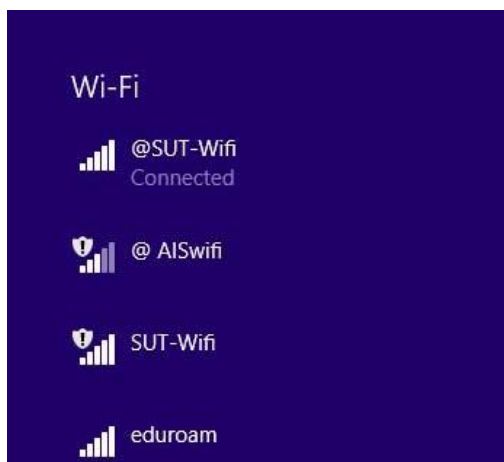 Wi-Fi
@SUT-Wifi
Connected
@ AISwifi
SUT-Wifi
eduroam